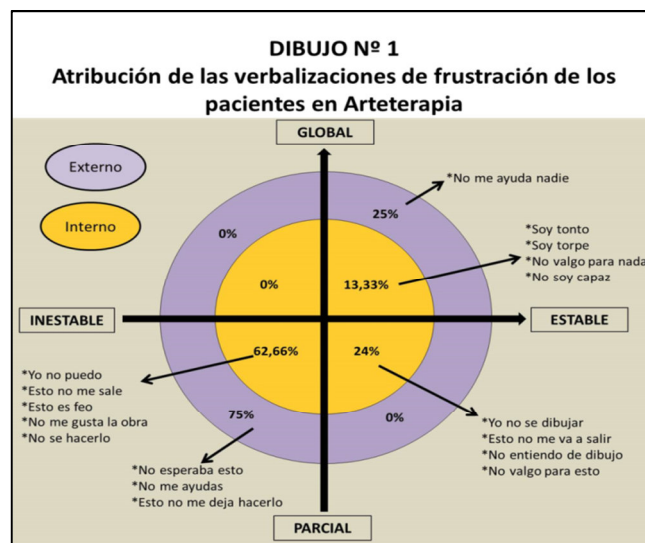 DIBUJO Nº 1
Atribución de las verbalizaciones de frustración de los
pacientes en Arteterapia
GLOBAL
Externo
Interno
25%
*No me ayuda nadie
0%
*Soy tonto
*Soy torpe
*No valgo para nada
*No soy capaz
0%
13,33%
INESTABLE
ESTABLE
62,66%
24%
*Yo no puedo
*Esto no me sale
*Esto es feo
*No me gusta la obra
*No se hacerlo
75%
0%
*Yo no se dibujar
*Esto no me va a salir
*No entiendo de dibujo
*No valgo para esto
*No esperaba esto
*No me ayudas
*Esto no me deja hacerlo
PARCIAL